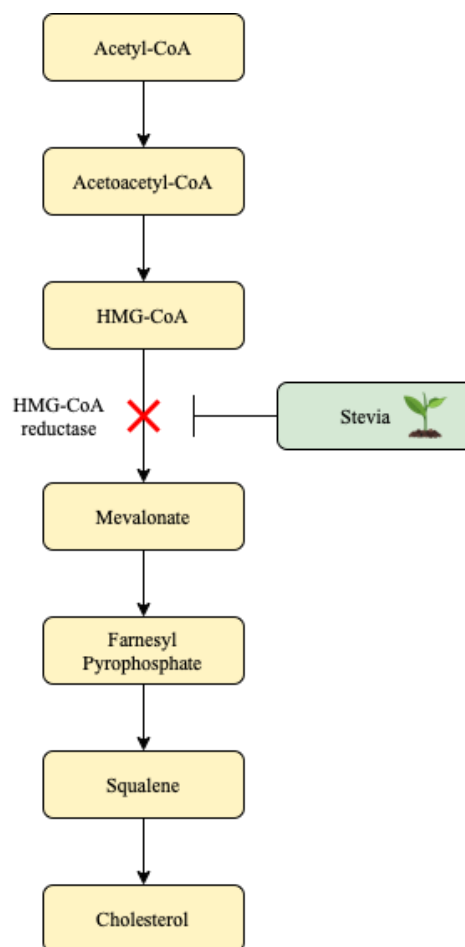 Acetyl-CoA
Acetoacetyl-CoA
HMG-CoA
HMG-CoA
reductase
Stevia
Mevalonate
Farnesyl
Pyrophosphate
Squalene
Cholesterol